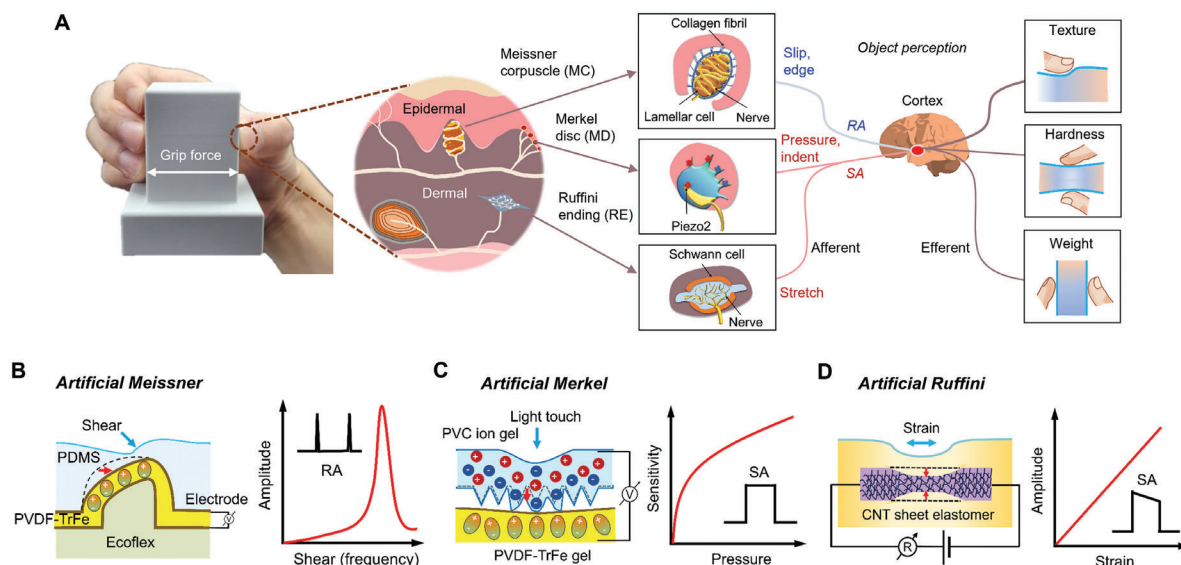 A
Grip force
Epidermal
Dermal
Meissner
corpuscle (MC)
Merkel
disc (MD)
Ruffini
ending (RE)
Collagen fibril
Lamellar cell
Nerve
Piezo2
Schwann cell
Nerve
Slip,
edge
RA
Pressure,
indent
SA
Afferent
Stretch
Object perception
Cortex
Efferent
Texture
Hardness
Weight
B
Artificial Meissner
Shear
PDMS
Electrode
V
PVDF-TrFe
Ecoflex
Amplitude
RA
Shear (frequency)
C
Artificial Merkel
Light touch
PVC ion gel
V
PVDF-TrFe gel
Sensitivity
SA
Pressure
D
Artificial Ruffini
Strain
CNT sheet elastomer
R
Amplitude
SA
Strain